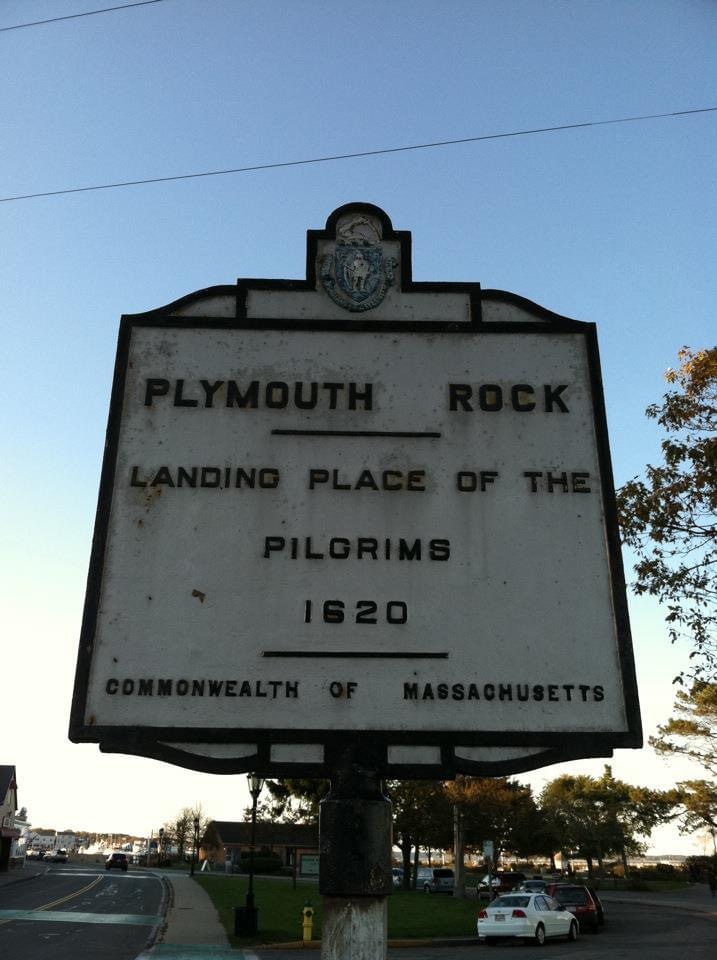 PLYMOUTH ROCK
LANDING PLACE OF THE
PILGRIMS
1620
COMMONWEALTH OF MASSACHUSETTS